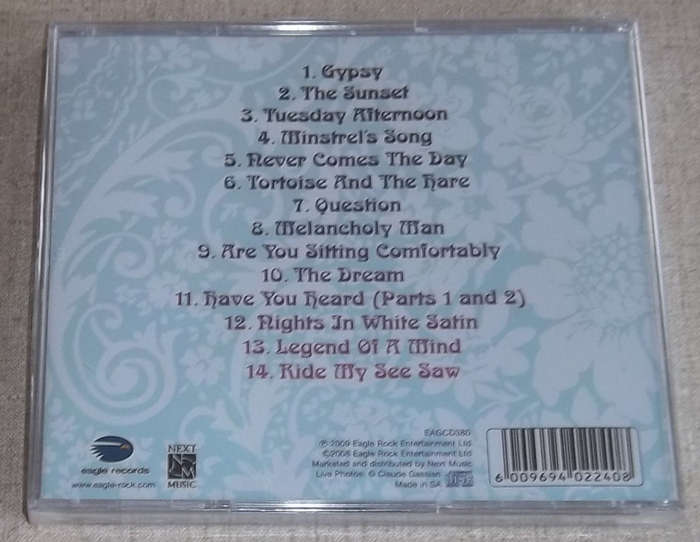 1. Gypsy
2. The Sunset
3. Tuesday Afternoon
4. Minstrel's Song
5. Never Comes The Day
6. Tortoise And The Hare
7. Question
8. Melancholy Man
9. Are You Sitting Comfortably
10. The Dream
11. Have You Heard (Parts 1 and 2)
12. Nights In White Satin
13. Legend Of A Mind
14. Ride My See Saw
eagle records
www.eagle-rock.com
NEXT
MUSIC
EAGCD380
℗ 2009 Eagle Rock Entertainment Ltd
©2008 Eagle Rock Entertainment Ltd
Marketed and distributed by Next Music
Live Photos: © Claude Gassian
Made in SA
6 009694 022408